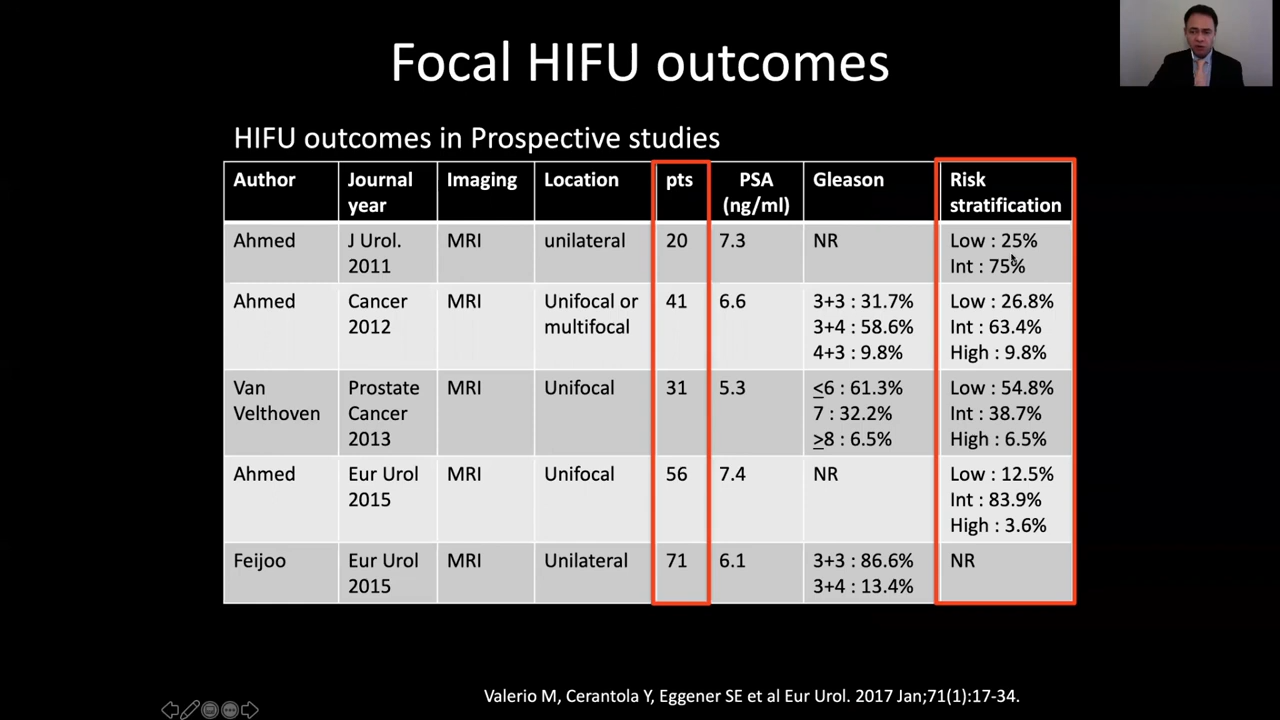 Focal HIFU outcomes
HIFU outcomes in Prospective studies
Author Journal year Imaging Location pts PSA (ng/ml) Gleason Risk stratification
Ahmed J Urol. 2011 MRI unilateral 20 7.3 NR Low : 25% Int : 75%
Ahmed Cancer 2012 MRI Unifocal or multifocal 41 6.6 3+3 : 31.7% 3+4 : 58.6% 4+3 : 9.8% Low : 26.8% Int : 63.4% High : 9.8%
Van Velthoven Prostate Cancer 2013 MRI Unifocal 31 5.3 ≤6 : 61.3% 7 : 32.2% ≥8 : 6.5% Low : 54.8% Int : 38.7% High : 6.5%
Ahmed Eur Urol 2015 MRI Unifocal 56 7.4 NR Low : 12.5% Int : 83.9% High : 3.6%
Feijoo Eur Urol 2015 MRI Unilateral 71 6.1 3+3 : 86.6% 3+4 : 13.4% NR
Valerio M, Cerantola Y, Eggener SE et al Eur Urol. 2017 Jan;71(1):17-34.